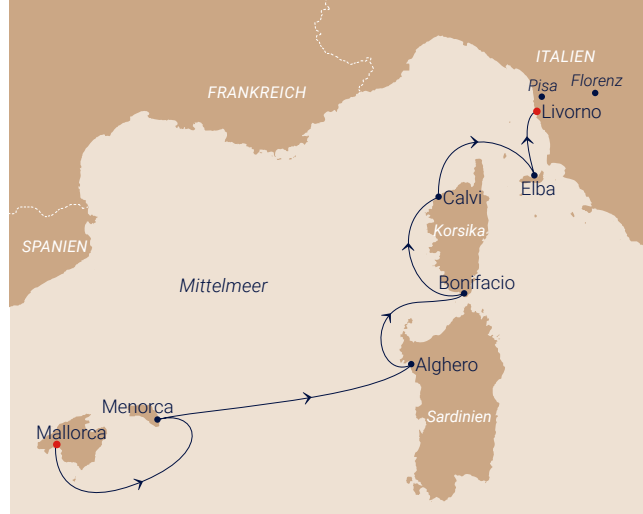 ITALIEN
FRANKREICH
Pisa
Florenz
Livorno
Elba
Calvi
Korsika
SPANIEN
Mittelmeer
Bonifacio
Alghero
Menorca
Sardinien
Mallorca